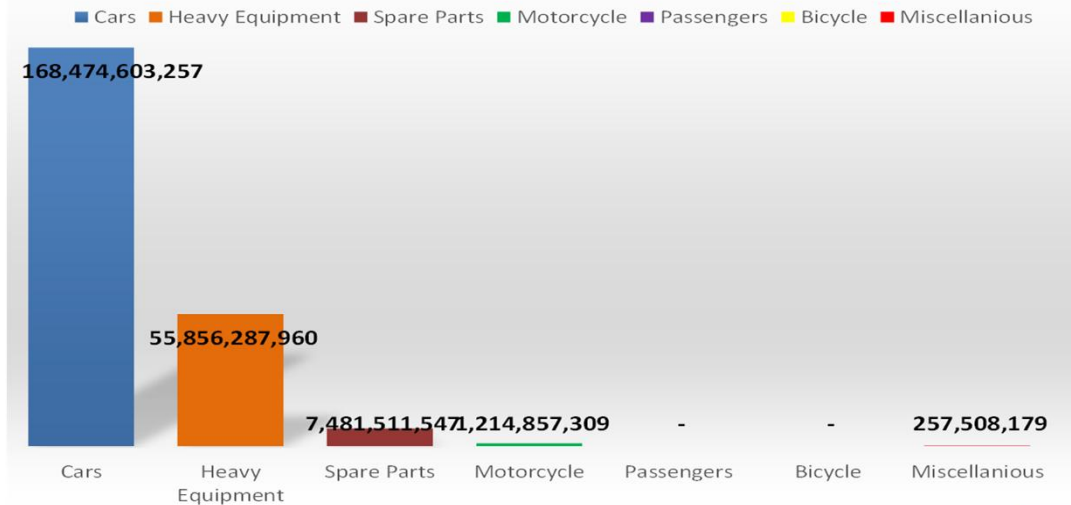 Cars Heavy Equipment Spare Parts Motorcycle Passengers Bicycle Miscellanious
168,474,603,257
55,856,287,960
7,481,511,547 1,214,857,309 - - 257,508,179
Cars Heavy Equipment Spare Parts Motorcycle Passengers Bicycle Miscellanious